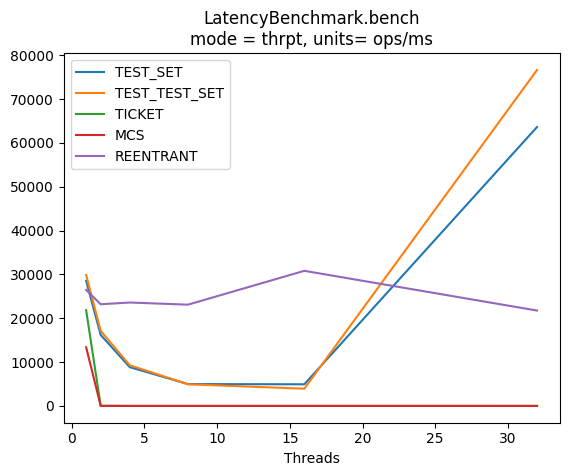 LatencyBenchmark.bench
mode = thrpt, units= ops/ms
80000
70000
60000
50000
40000
30000
20000
10000
0
TEST_SET
TEST_TEST_SET
TICKET
MCS
REENTRANT
0 5 10 15 20 25 30
Threads